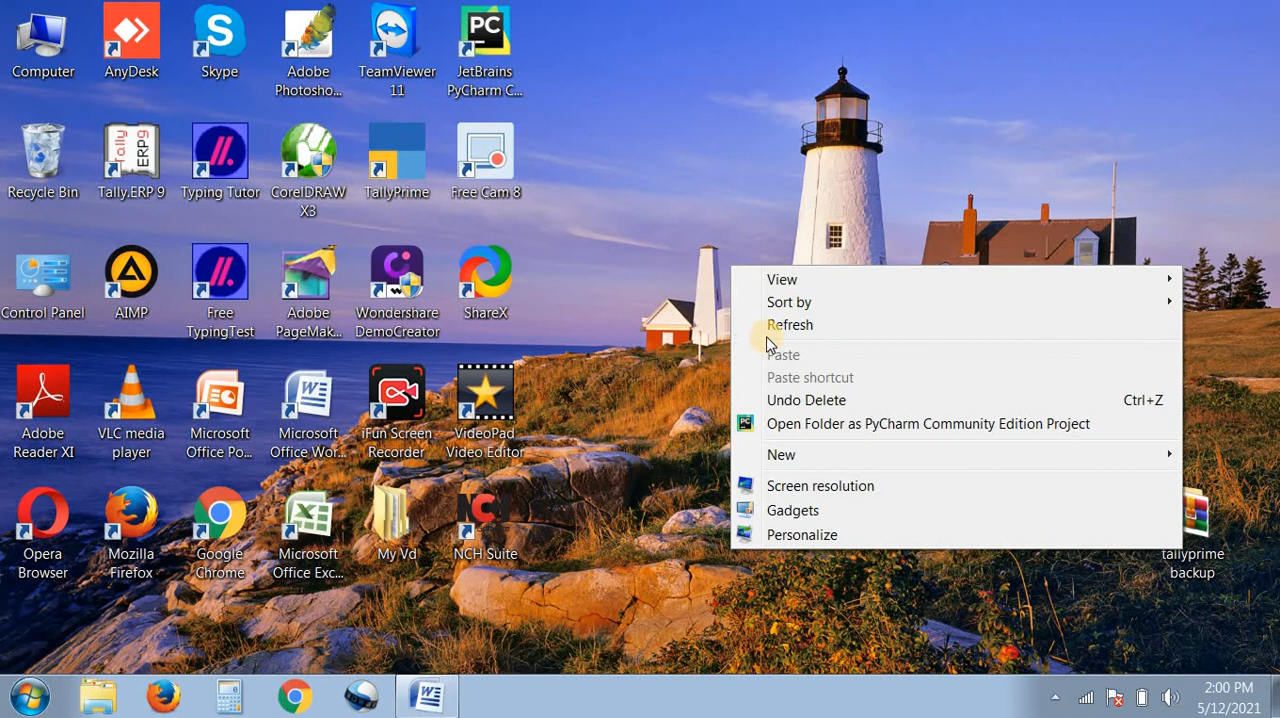 Computer
AnyDesk
Skype
Adobe
Photosho...
TeamViewer
11
PC
JetBrains
PyCharm C...
Recycle Bin
Tally
ERP9
Tally.ERP 9
Typing Tutor
CorelDRAW
X3
TallyPrime
Free Cam 8
Control Panel
AIMP
Free
TypingTest
Adobe
PageMak...
Wondershare
DemoCreator
ShareX
Adobe
Reader XI
VLC media
player
Microsoft
Office Po...
Microsoft
Office Wor...
iFun Screen
Recorder
VideoPad
Video Editor
Opera
Browser
Mozilla
Firefox
Google
Chrome
Microsoft
Office Exc...
My Vd
NCH Suite
View
Sort by
Refresh
Paste
Paste shortcut
Undo Delete Ctrl+Z
PC Open Folder as PyCharm Community Edition Project
New
Screen resolution
Gadgets
Personalize
tallyprime
backup
2:00 PM
5/12/2021